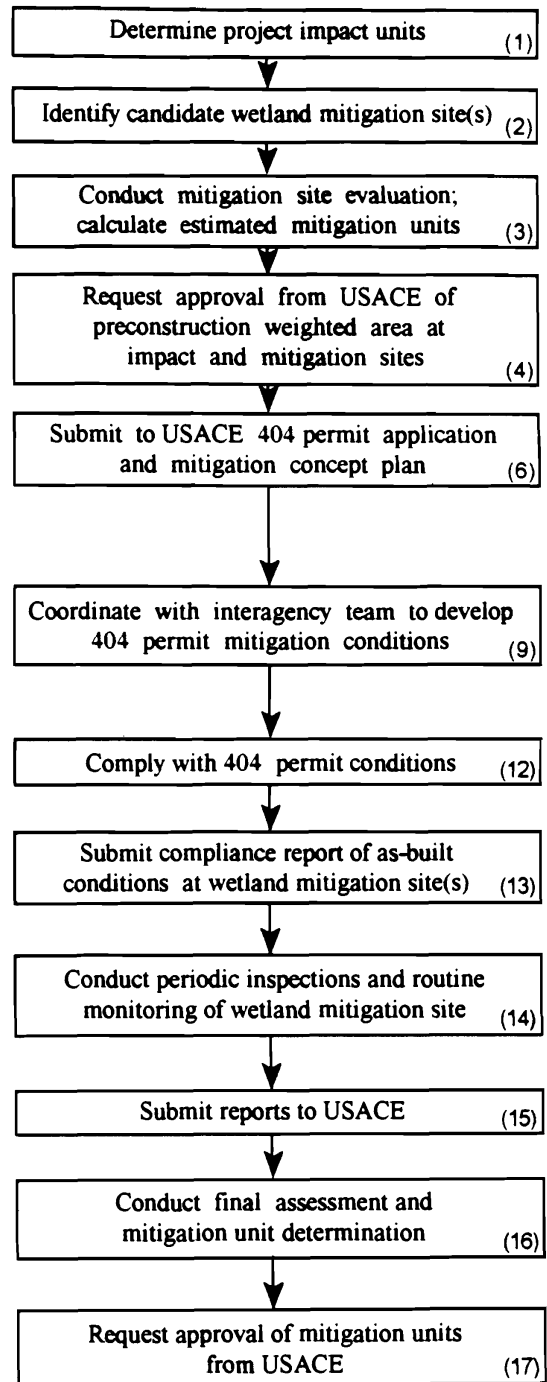 Determine project impact units
(1)
Identify candidate wetland mitigation site(s)
(2)
Conduct mitigation site evaluation;
calculate estimated mitigation units
(3)
Request approval from USACE of
preconstruction weighted area at
impact and mitigation sites
(4)
Submit to USACE 404 permit application
and mitigation concept plan
(6)
Coordinate with interagency team to develop
404 permit mitigation conditions
(9)
Comply with 404 permit conditions
(12)
Submit compliance report of as-built
conditions at wetland mitigation site(s)
(13)
Conduct periodic inspections and routine
monitoring of wetland mitigation site
(14)
Submit reports to USACE
(15)
Conduct final assessment and
mitigation unit determination
(16)
Request approval of mitigation units
from USACE
(17)